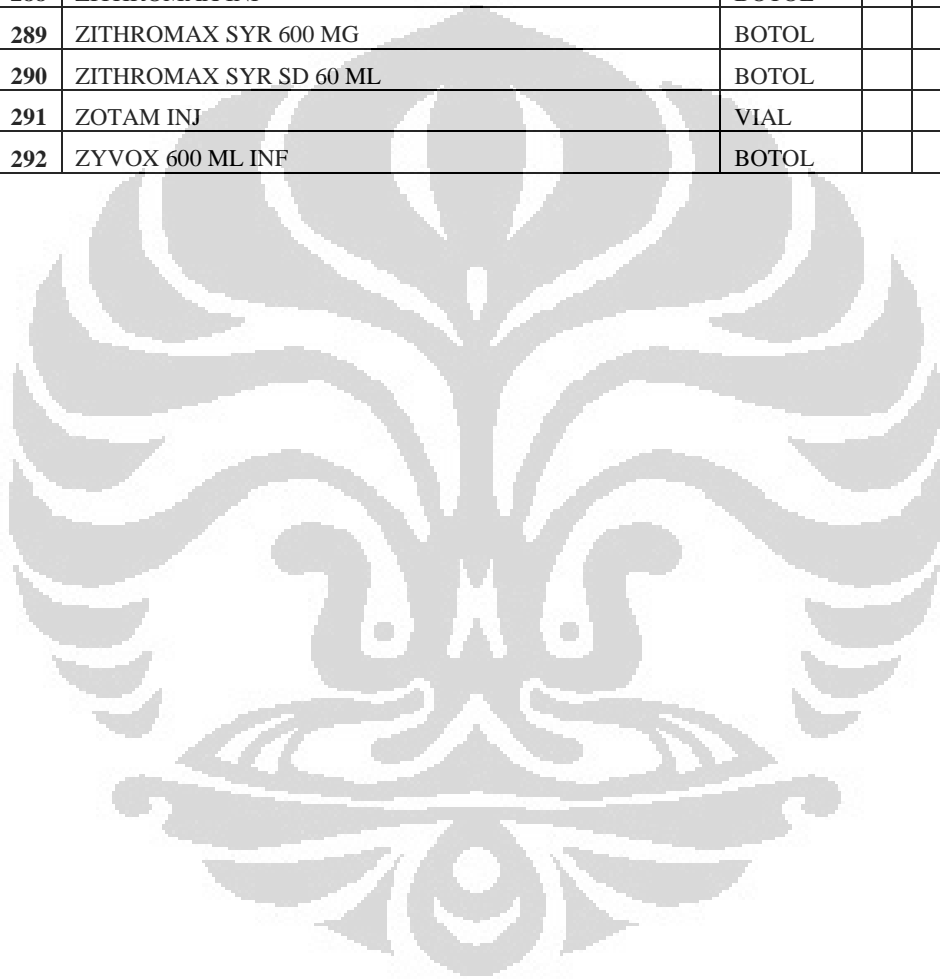 289 ZITHROMAX SYR 600 MG BOTOL
290 ZITHROMAX SYR SD 60 ML BOTOL
291 ZOTAM INJ VIAL
292 ZYVOX 600 ML INF BOTOL